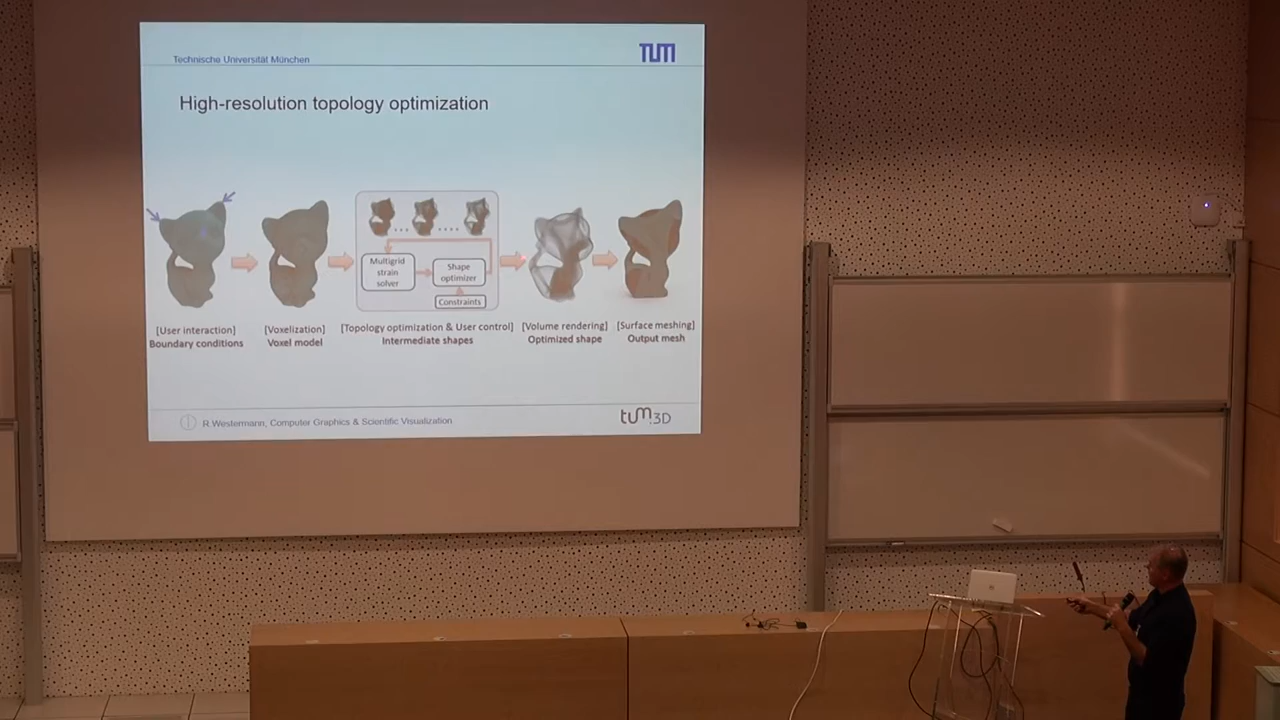 Technische Universität München
TUM
High-resolution topology optimization
Multigrid
strain
solver
Shape
optimizer
Constraints
[User interaction]
Boundary conditions
[Voxelization]
Voxel model
[Topology optimization & User control]
Intermediate shapes
[Volume rendering]
Optimized shape
[Surface meshing]
Output mesh
R.Westermann, Computer Graphics & Scientific Visualization
tum.3D